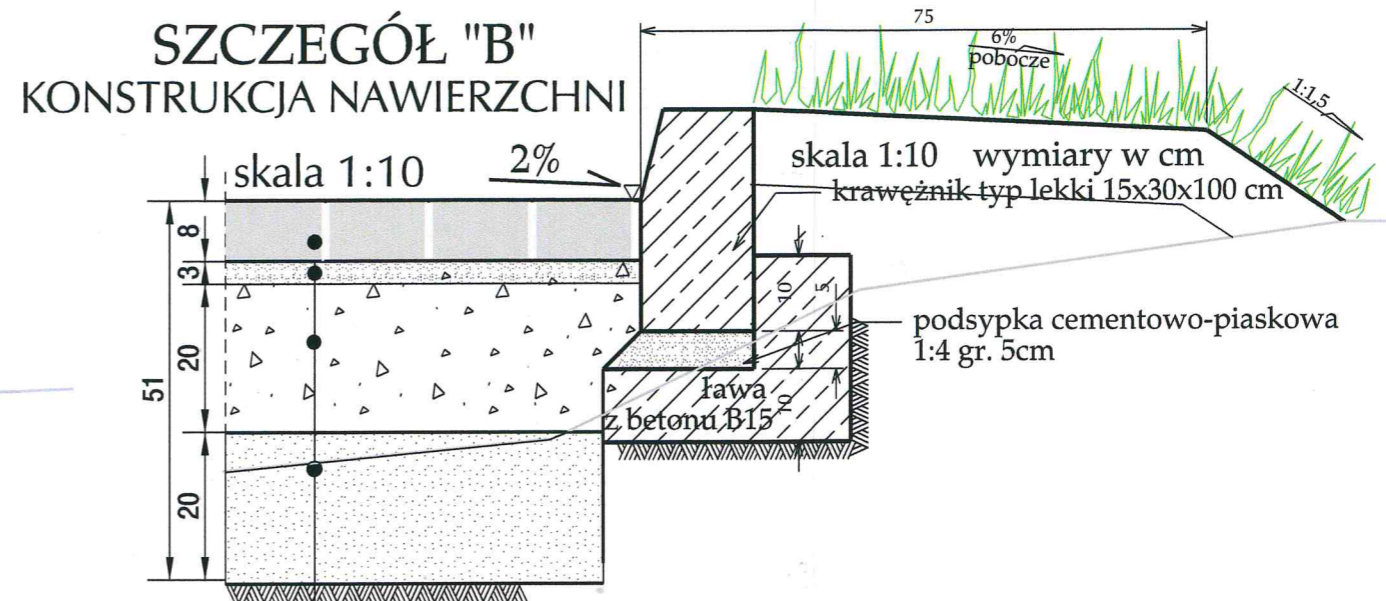 SZCZEGÓŁ "B"
KONSTRUKCJA NAWIERZCHNI
skala 1:10
2%
75
6%
pobocze
1:1,5
skala 1:10 wymiary w cm
krawężnik typ lekki 15x30x100 cm
8
3
20
51
20
10
5
podsypka cementowo-piaskowa
1:4 gr. 5cm
ława
z betonu B15
10